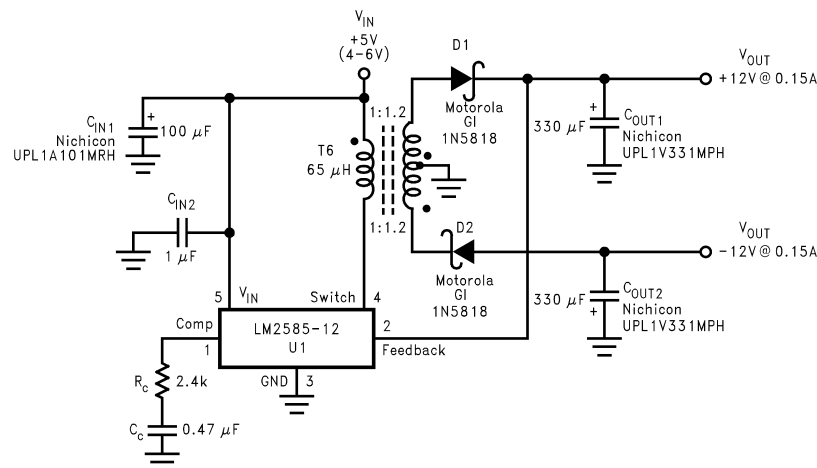 V_IN
+5V
(4-6V)
C_IN1
Nichicon
UPL1A101MRH
+
100 μF
C_IN2
1 μF
T6
65 μH
1:1.2
1:1.2
D1
Motorola
GI
1N5818
D2
Motorola
GI
1N5818
330 μF
+
C_OUT1
Nichicon
UPL1V331MPH
330 μF
+
C_OUT2
Nichicon
UPL1V331MPH
V_OUT
+12V@0.15A
V_OUT
-12V@0.15A
5
V_IN
Switch
4
Comp
1
LM2585-12
U1
2
Feedback
GND
3
R_c
2.4k
C_c
0.47 μF